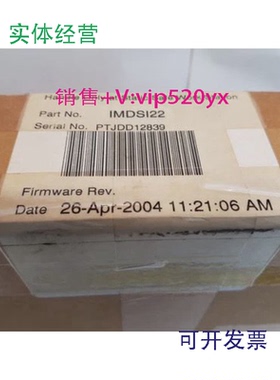 实体经营
Part No. IMDSI22
销售+V:vip520yx
Serial No. PTJDD12839
Firmware Rev.
Date 26-Apr-2004 11:21:06 AM
可开发票